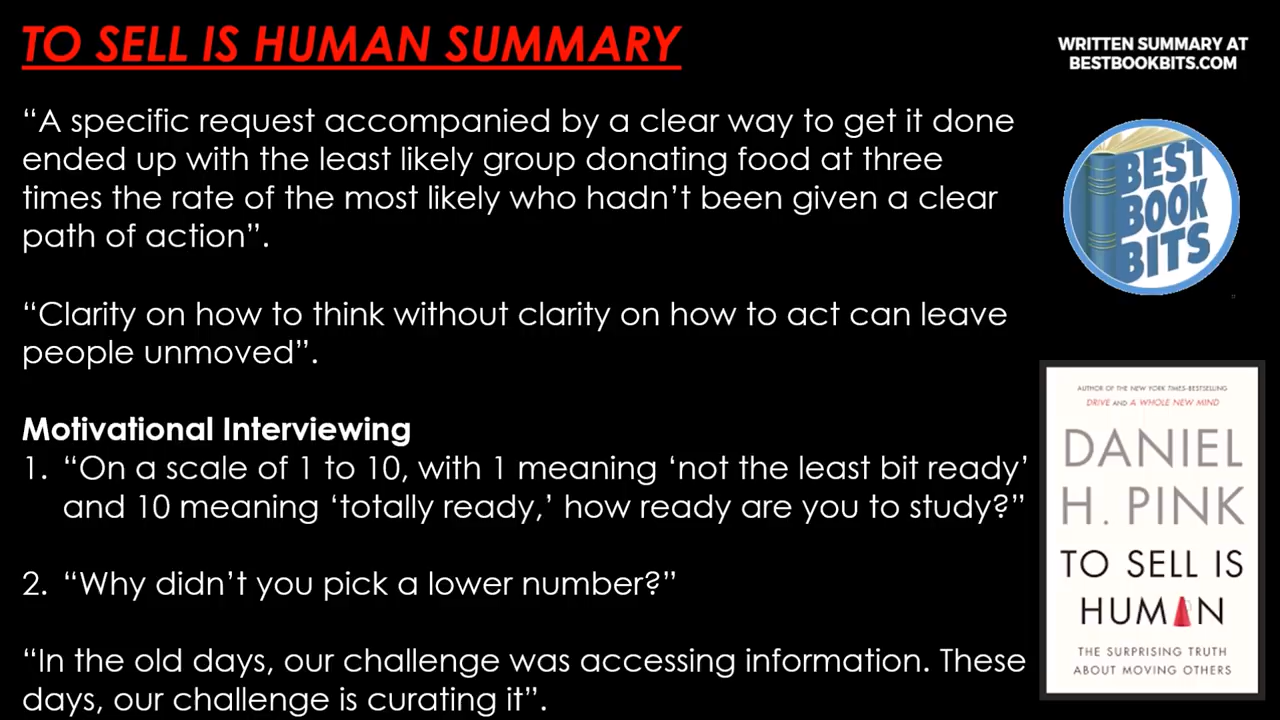 TO SELL IS HUMAN SUMMARY
WRITTEN SUMMARY AT
BESTBOOKBITS.COM
“A specific request accompanied by a clear way to get it done
ended up with the least likely group donating food at three
times the rate of the most likely who hadn’t been given a clear
path of action”.
“Clarity on how to think without clarity on how to act can leave
people unmoved”.
Motivational Interviewing
1. “On a scale of 1 to 10, with 1 meaning ‘not the least bit ready’
and 10 meaning ‘totally ready,’ how ready are you to study?”
2. “Why didn’t you pick a lower number?”
“In the old days, our challenge was accessing information. These
days, our challenge is curating it”.
BEST
BOOK
BITS
AUTHOR OF THE NEW YORK TIMES-BESTSELLING
DRIVE AND A WHOLE NEW MIND
DANIEL
H. PINK
TO SELL IS
HUMAN
THE SURPRISING TRUTH
ABOUT MOVING OTHERS